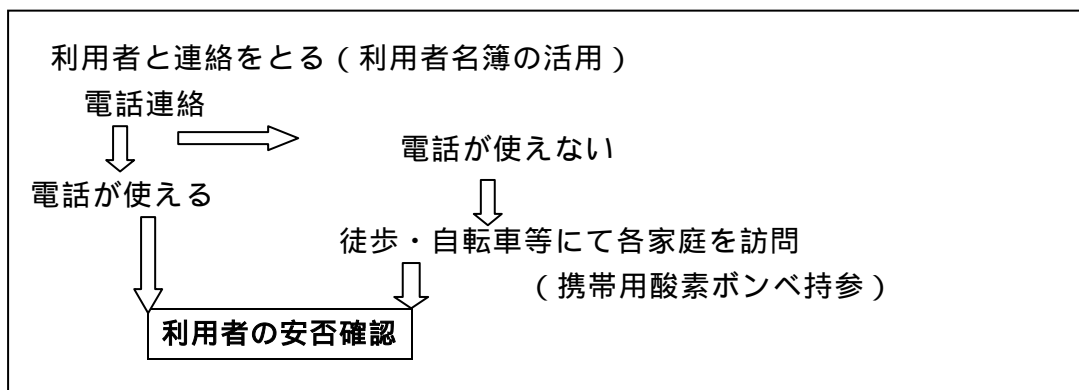 利用者と連絡をとる（利用者名簿の活用）
電話連絡
電話が使えない
電話が使える
徒歩・自転車等にて各家庭を訪問
（携帯用酸素ボンベ持参）
利用者の安否確認